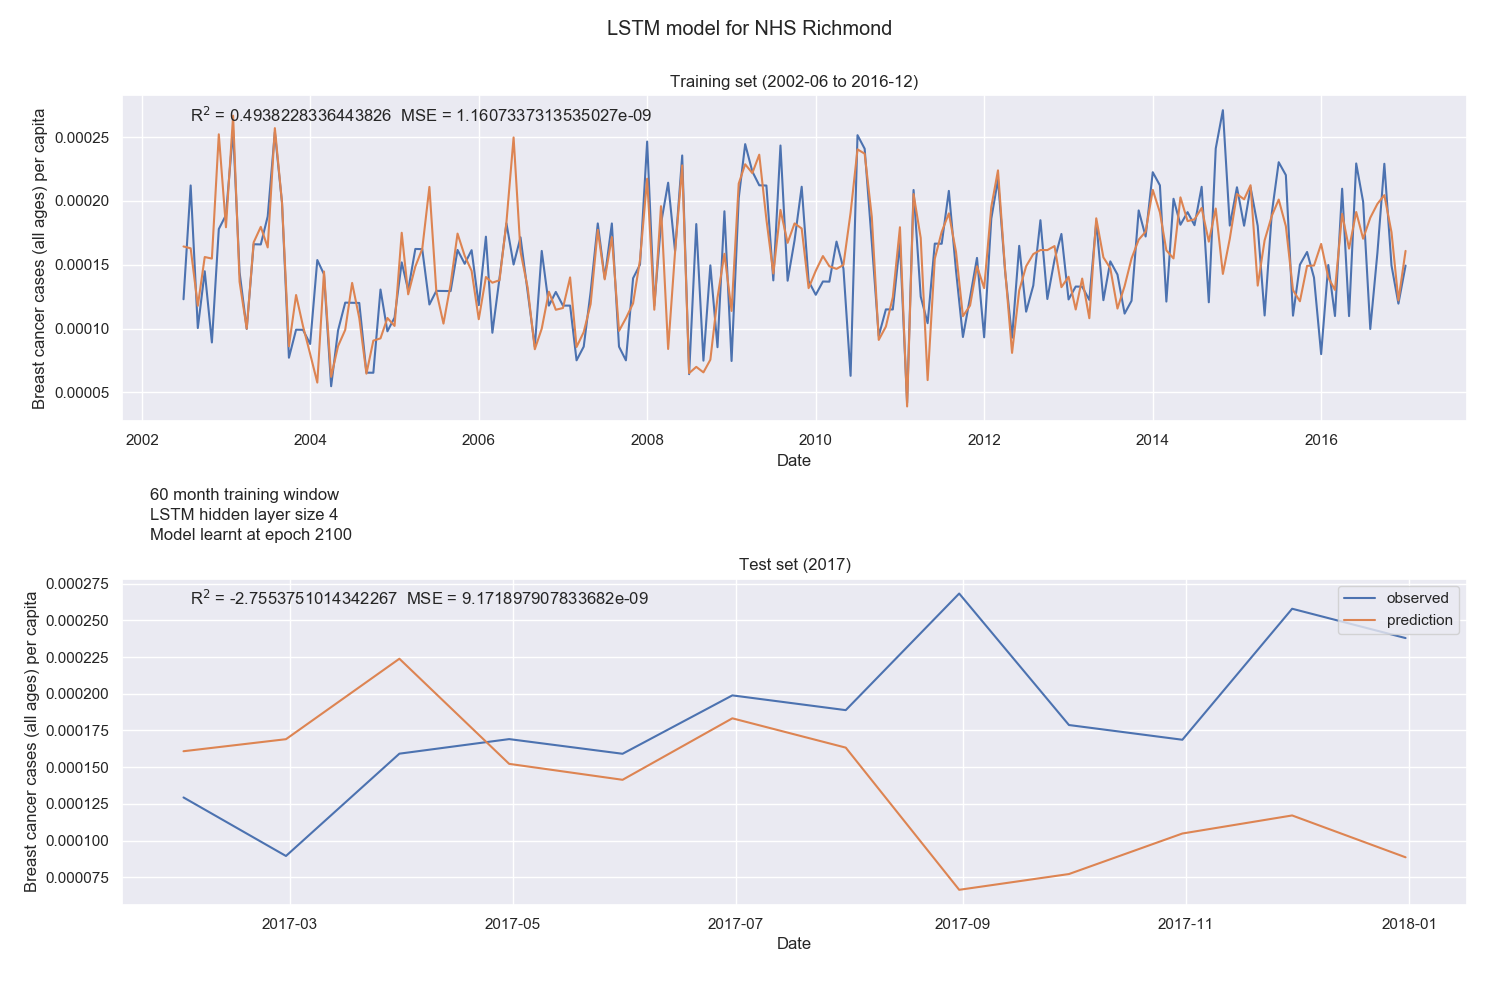 LSTM model for NHS Richmond
Training set (2002-06 to 2016-12)
R² = 0.4938228336443826 MSE = 1.1607337313535027e-09
Breast cancer cases (all ages) per capita
0.00025
0.00020
0.00015
0.00010
0.00005
2002 2004 2006 2008 2010 2012 2014 2016
Date
60 month training window
LSTM hidden layer size 4
Model learnt at epoch 2100
Test set (2017)
R² = -2.7553751014342267 MSE = 9.171897907833682e-09
observed
prediction
Breast cancer cases (all ages) per capita
0.000275
0.000250
0.000225
0.000200
0.000175
0.000150
0.000125
0.000100
0.000075
2017-03 2017-05 2017-07 2017-09 2017-11 2018-01
Date